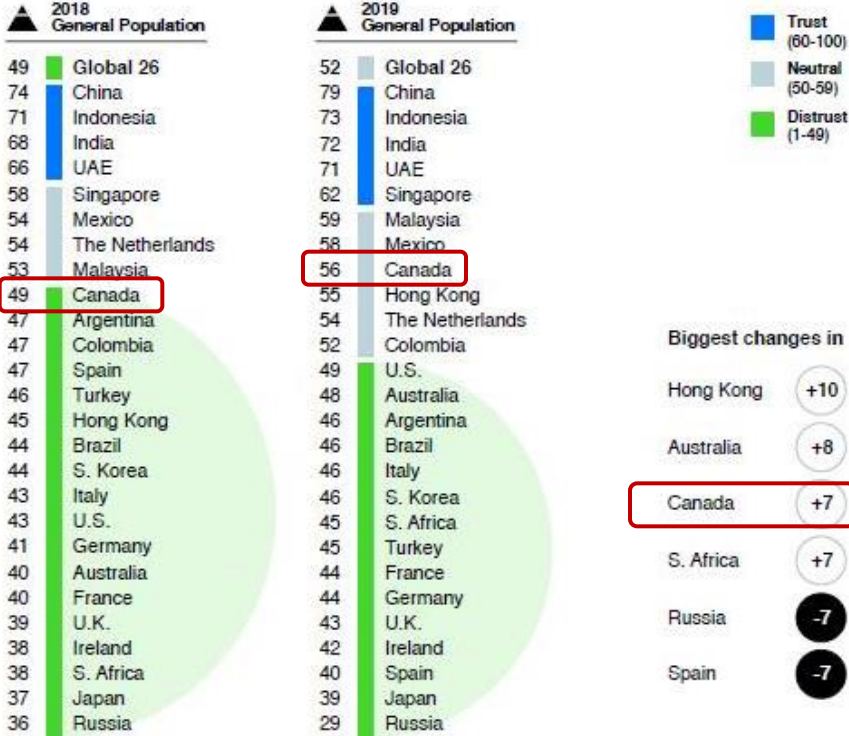 2018
General Population
49 Global 26
74 China
71 Indonesia
68 India
66 UAE
58 Singapore
54 Mexico
54 The Netherlands
53 Malaysia
49 Canada
47 Argentina
47 Colombia
47 Spain
46 Turkey
45 Hong Kong
44 Brazil
44 S. Korea
43 Italy
43 U.S.
41 Germany
40 Australia
40 France
39 U.K.
38 Ireland
38 S. Africa
37 Japan
36 Russia
2019
General Population
52 Global 26
79 China
73 Indonesia
72 India
71 UAE
62 Singapore
59 Malaysia
58 Mexico
56 Canada
55 Hong Kong
54 The Netherlands
52 Colombia
49 U.S.
48 Australia
46 Argentina
46 Brazil
46 Italy
46 S. Korea
45 S. Africa
45 Turkey
44 France
44 Germany
43 U.K.
42 Ireland
40 Spain
39 Japan
29 Russia
Trust
(60-100)
Neutral
(50-59)
Distrust
(1-49)
Biggest changes in
Hong Kong +10
Australia +8
Canada +7
S. Africa +7
Russia -7
Spain -7